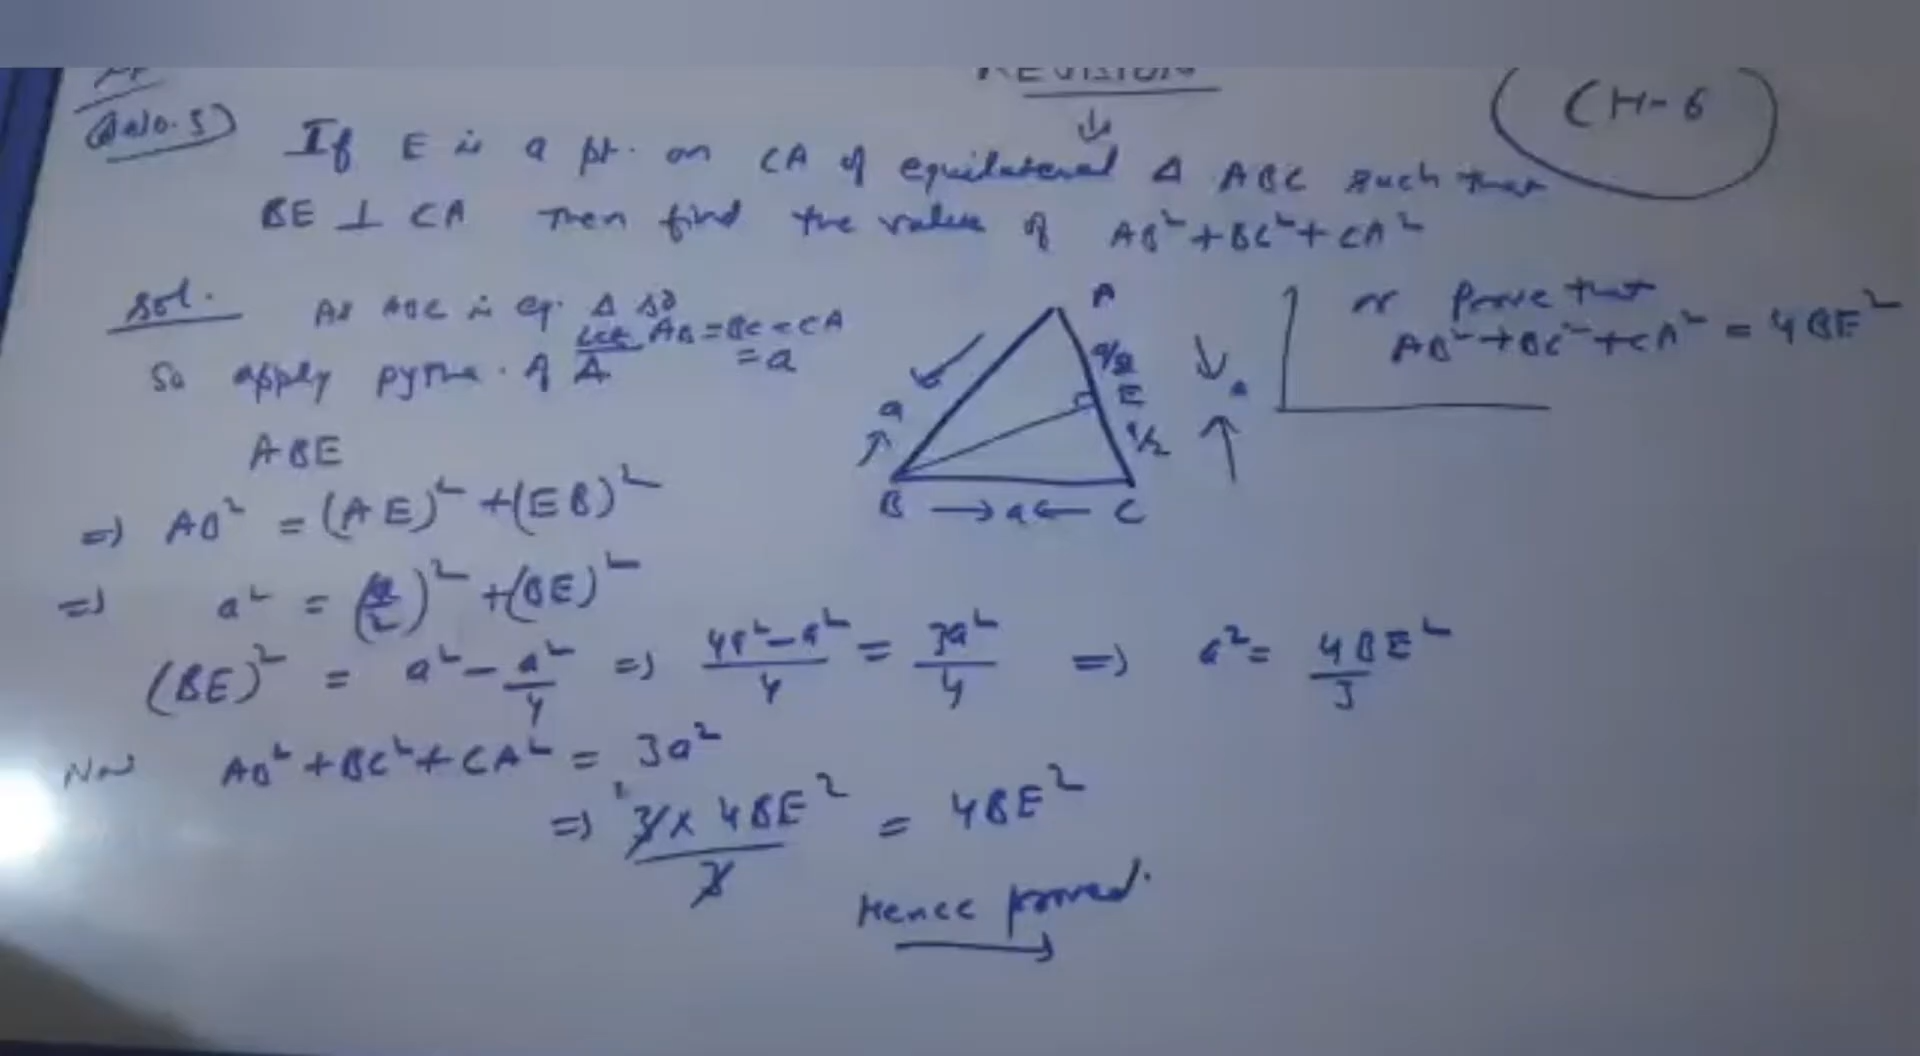 REVISION
CH-6
Q.No.5) If E is a pt. on CA of equilateral Δ ABC such that
BE ⊥ CA Then find the value of AB²+BC²+CA²
or Prove that
AB²+BC²+CA² = 4BE²
Sol. As ABC is eq. Δ so
Let AB=BC=CA
= a
So apply pytha. of Δ
ABE
A
a/2
E
a/2
a
a
B → a ← C
=> AB² = (AE)² + (EB)²
=> a² = (a/2)² + (BE)²
(BE)² = a² - a²/4 => 4a²-a²/4 = 3a²/4 => a² = 4BE²/3
Now AB²+BC²+CA² = 3a²
=> 3 x 4BE²/3 = 4BE²
Hence proved.